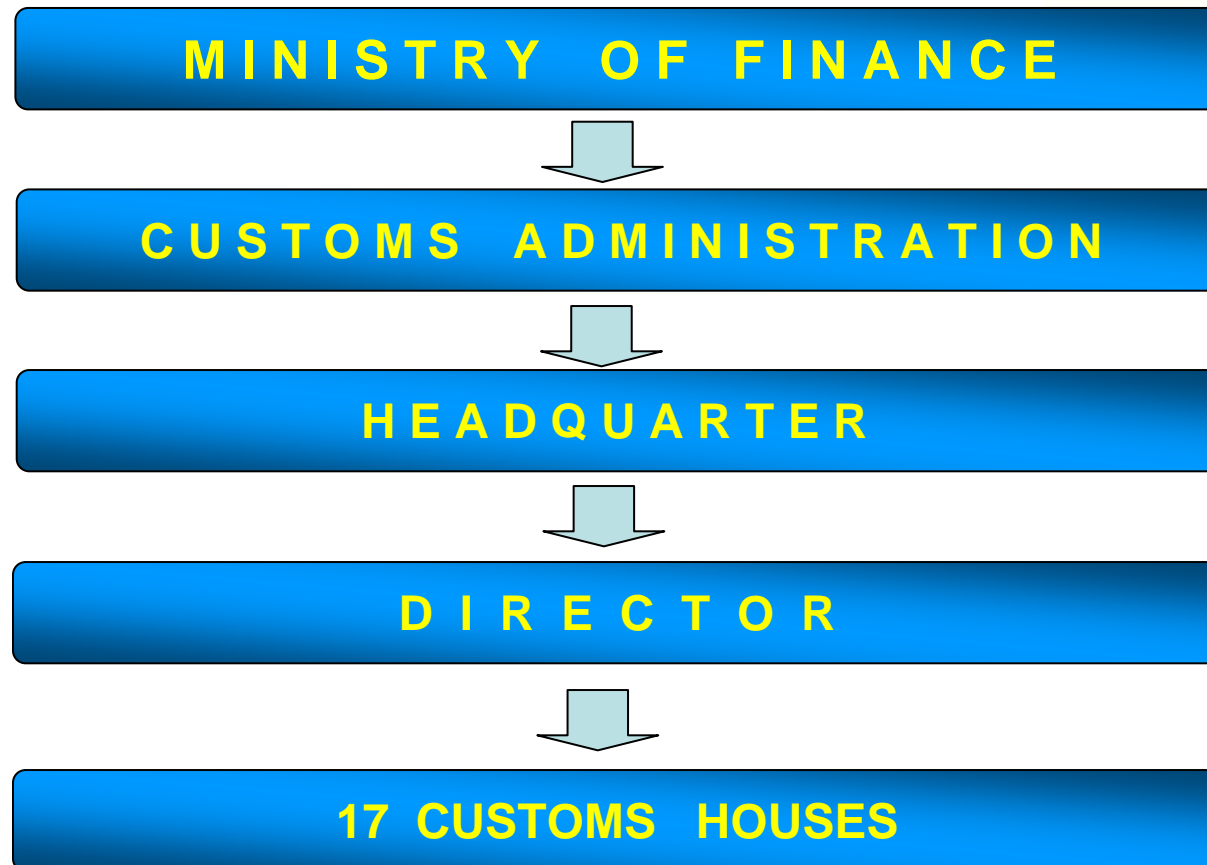 MINISTRY OF FINANCE
CUSTOMS ADMINISTRATION
HEADQUARTER
DIRECTOR
17 CUSTOMS HOUSES